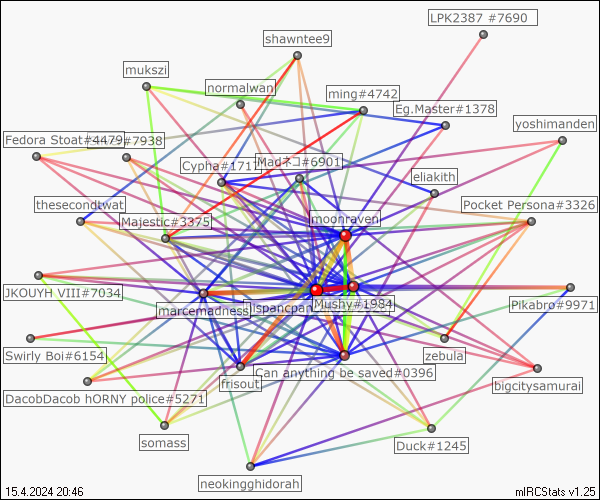 LPK2387 #7690
shawntee9
mukszi
normalwan
ming#4742
Eg.Master#1378
yoshimanden
Fedora Stoat#4479
#7938
Cypha#1717
Madネコ#6901
eliakith
thesecondtwat
Majestic#3375
moonraven
Pocket Persona#3326
JKOUYH VIII#7034
marcemadness
Mushy#1984
Pikabro#9971
Swirly Boi#6154
zebula
Can anything be saved#0396
frisout
bigcitysamurai
DacobDacob hORNY police#5271
somass
Duck#1245
neokingghidorah
15.4.2024 20:46
mIRCStats v1.25